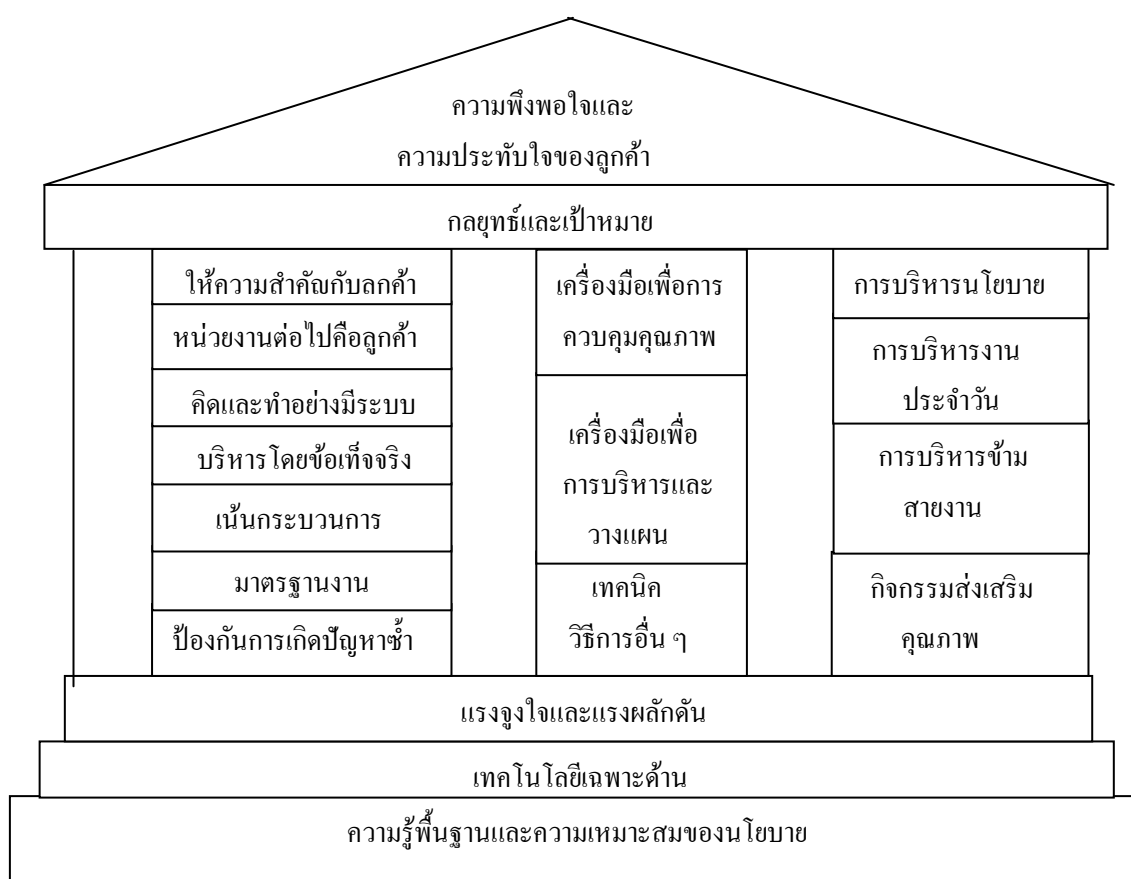 ความพึงพอใจและ
ความประทับใจของลูกค้า
กลยุทธ์และเป้าหมาย
ให้ความสำคัญกับลกค้า
หน่วยงานต่อไปคือลูกค้า
คิดและทำอย่างมีระบบ
บริหารโดยข้อเท็จจริง
เน้นกระบวนการ
มาตรฐานงาน
ป้องกันการเกิดปัญหาซ้ำ
เครื่องมือเพื่อการ
ควบคุมคุณภาพ
เครื่องมือเพื่อ
การบริหารและ
วางแผน
เทคนิค
วิธีการอื่น ๆ
การบริหารนโยบาย
การบริหารงาน
ประจำวัน
การบริหารข้าม
สายงาน
กิจกรรมส่งเสริม
คุณภาพ
แรงจูงใจและแรงผลักดัน
เทคโนโลยีเฉพาะด้าน
ความรู้พื้นฐานและความเหมาะสมของนโยบาย